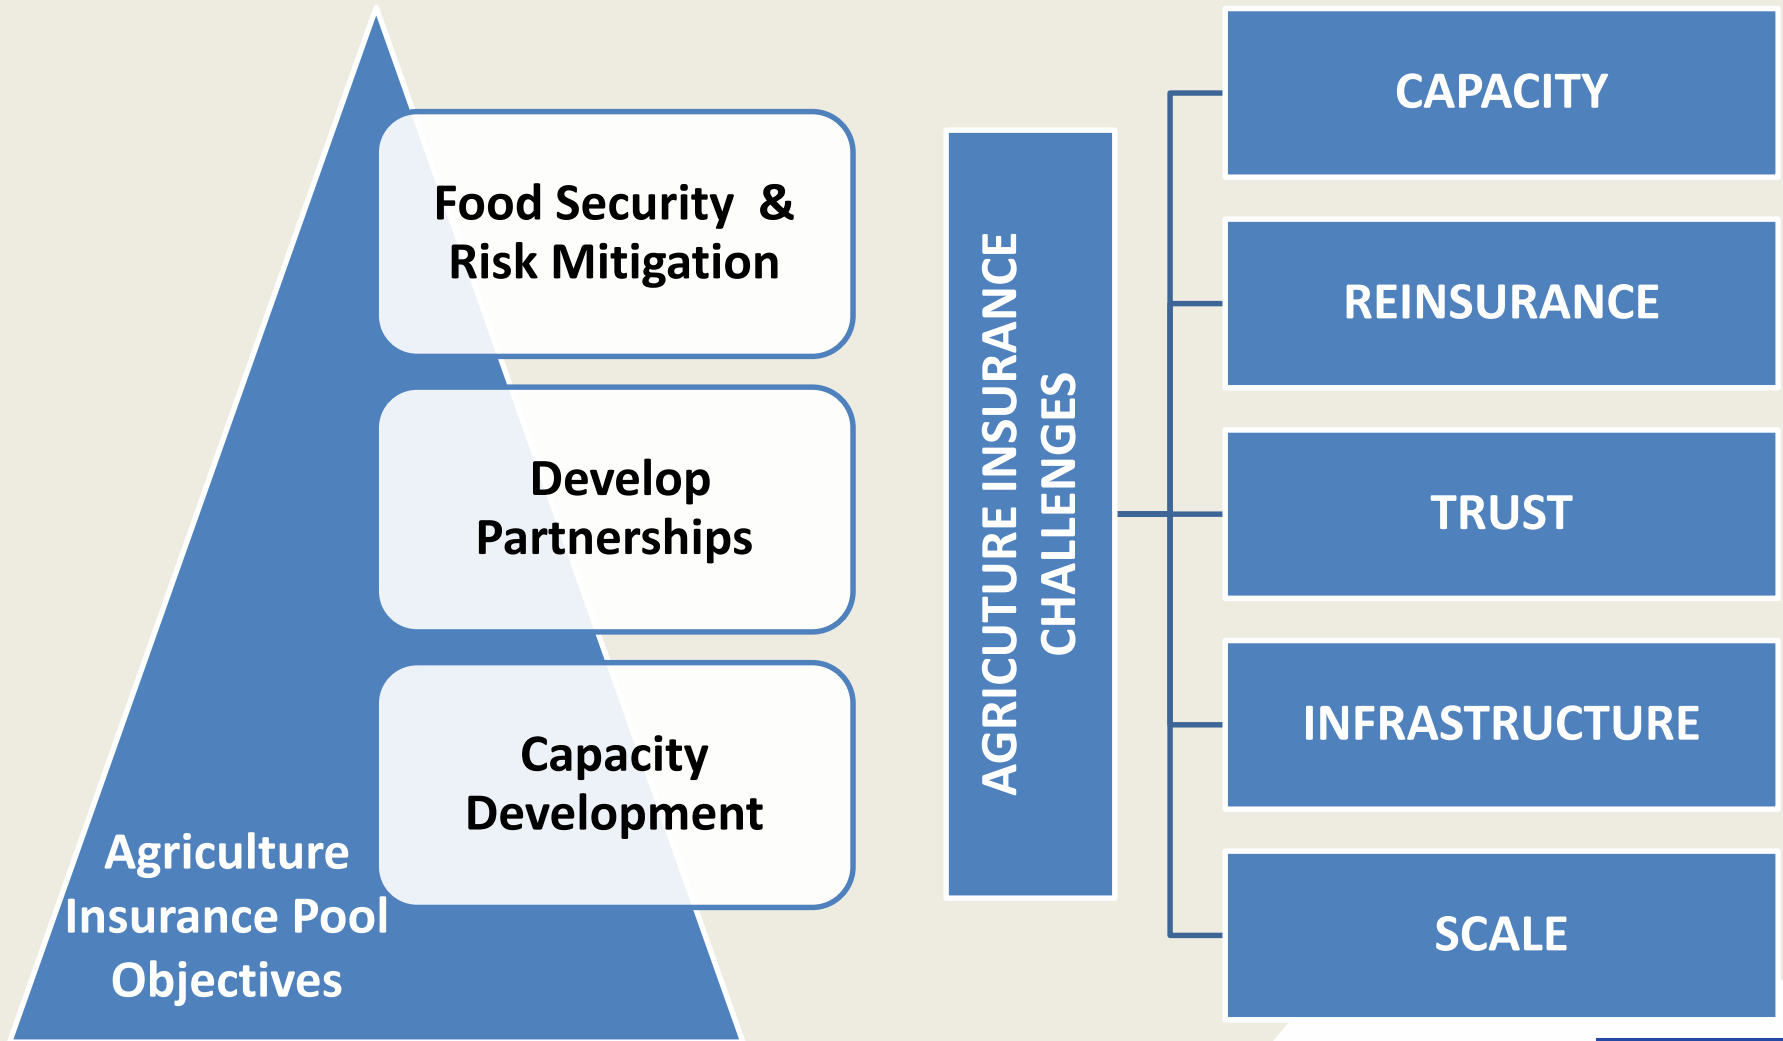 Food Security &
Risk Mitigation
Develop
Partnerships
Capacity
Development
Agriculture
Insurance Pool
Objectives
AGRICUTURE INSURANCE
CHALLENGES
CAPACITY
REINSURANCE
TRUST
INFRASTRUCTURE
SCALE